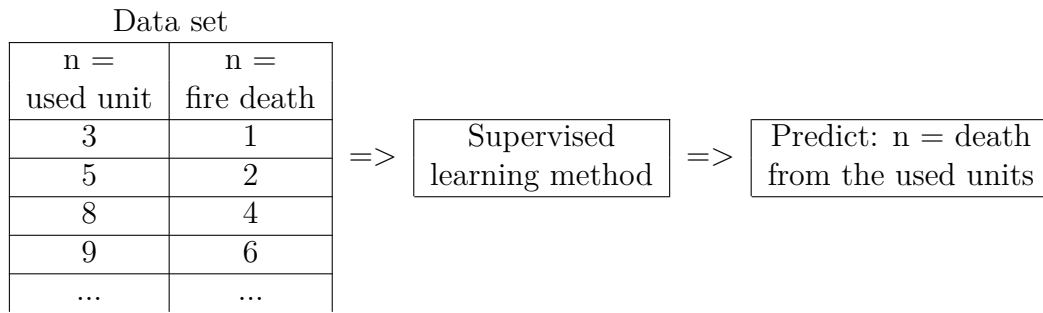 Data set
n = n =
used unit fire death
3 1
5 2
8 4
9 6
... ...
=>
Supervised
learning method
=>
Predict: n = death
from the used units